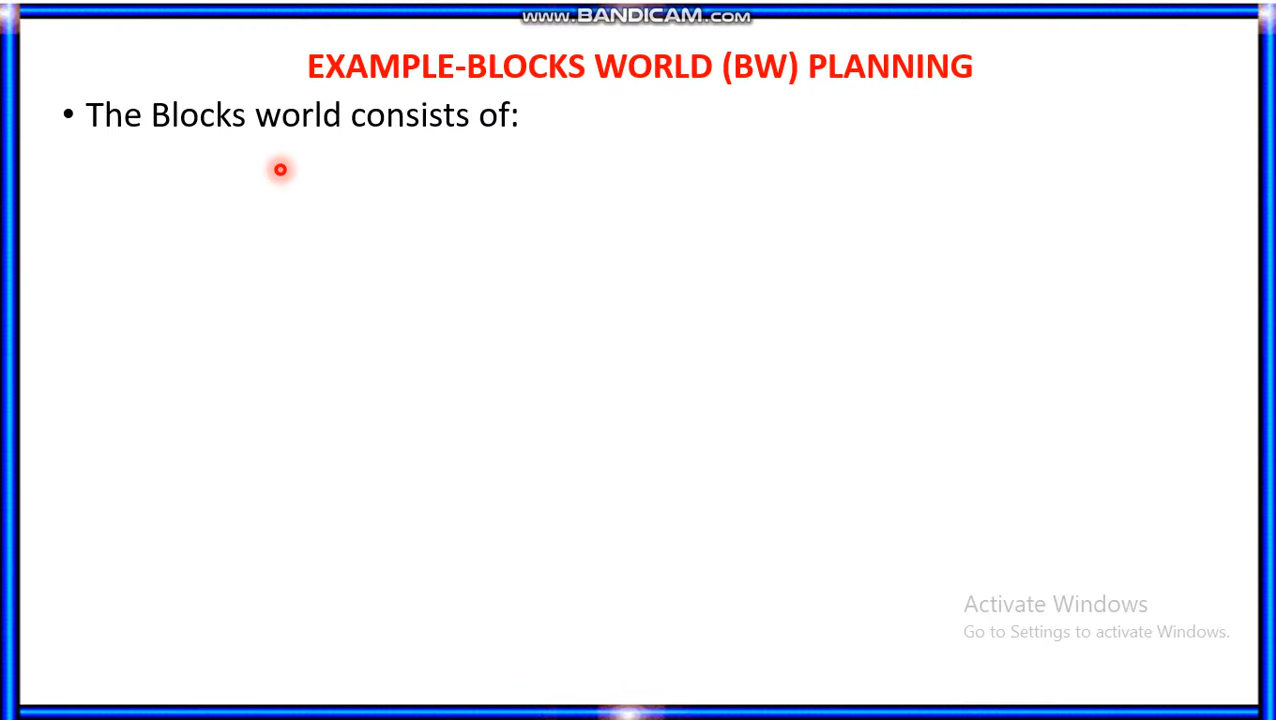 WWW.BANDICAM.COM
EXAMPLE-BLOCKS WORLD (BW) PLANNING
• The Blocks world consists of:
Activate Windows
Go to Settings to activate Windows.